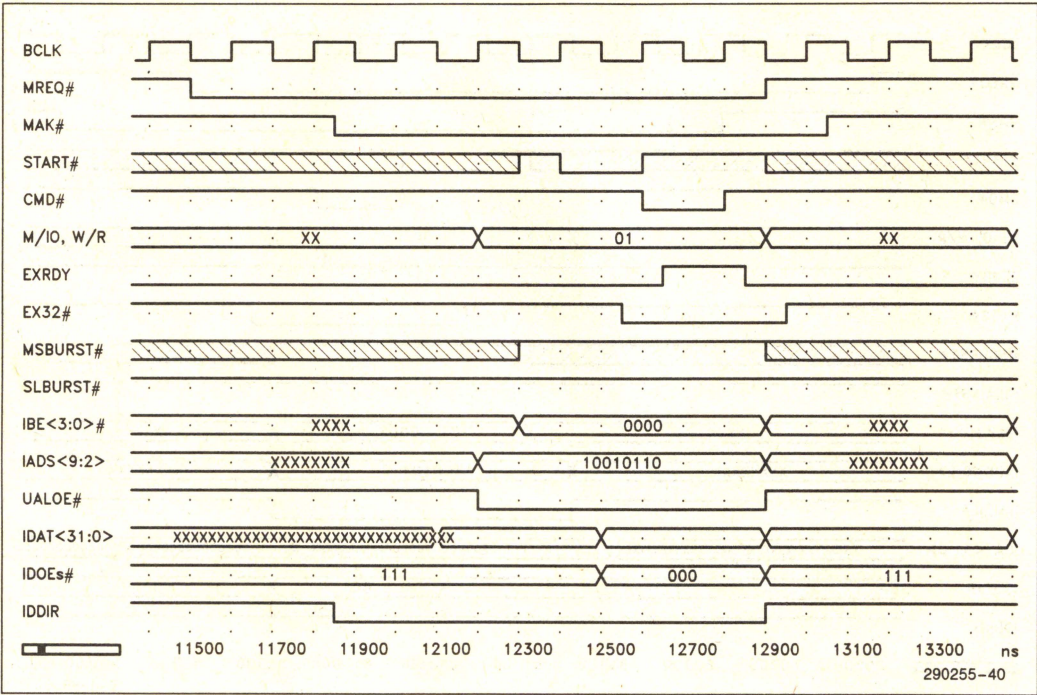 BCLK
MREQ#
MAK#
START#
CMD#
M/IO, W/R XX 01 XX
EXRDY
EX32#
MSBURST#
SLBURST#
IBE<3:0># XXXX 0000 XXXX
IADS<9:2> XXXXXXXX 10010110 XXXXXXXX
UALOE#
IDAT<31:0> XXXXXXXXXXXXXXXXXXXXXXXXXXXXXXXX
IDOEs# 111 000 111
IDDIR
11500 11700 11900 12100 12300 12500 12700 12900 13100 13300 ns
290255-40